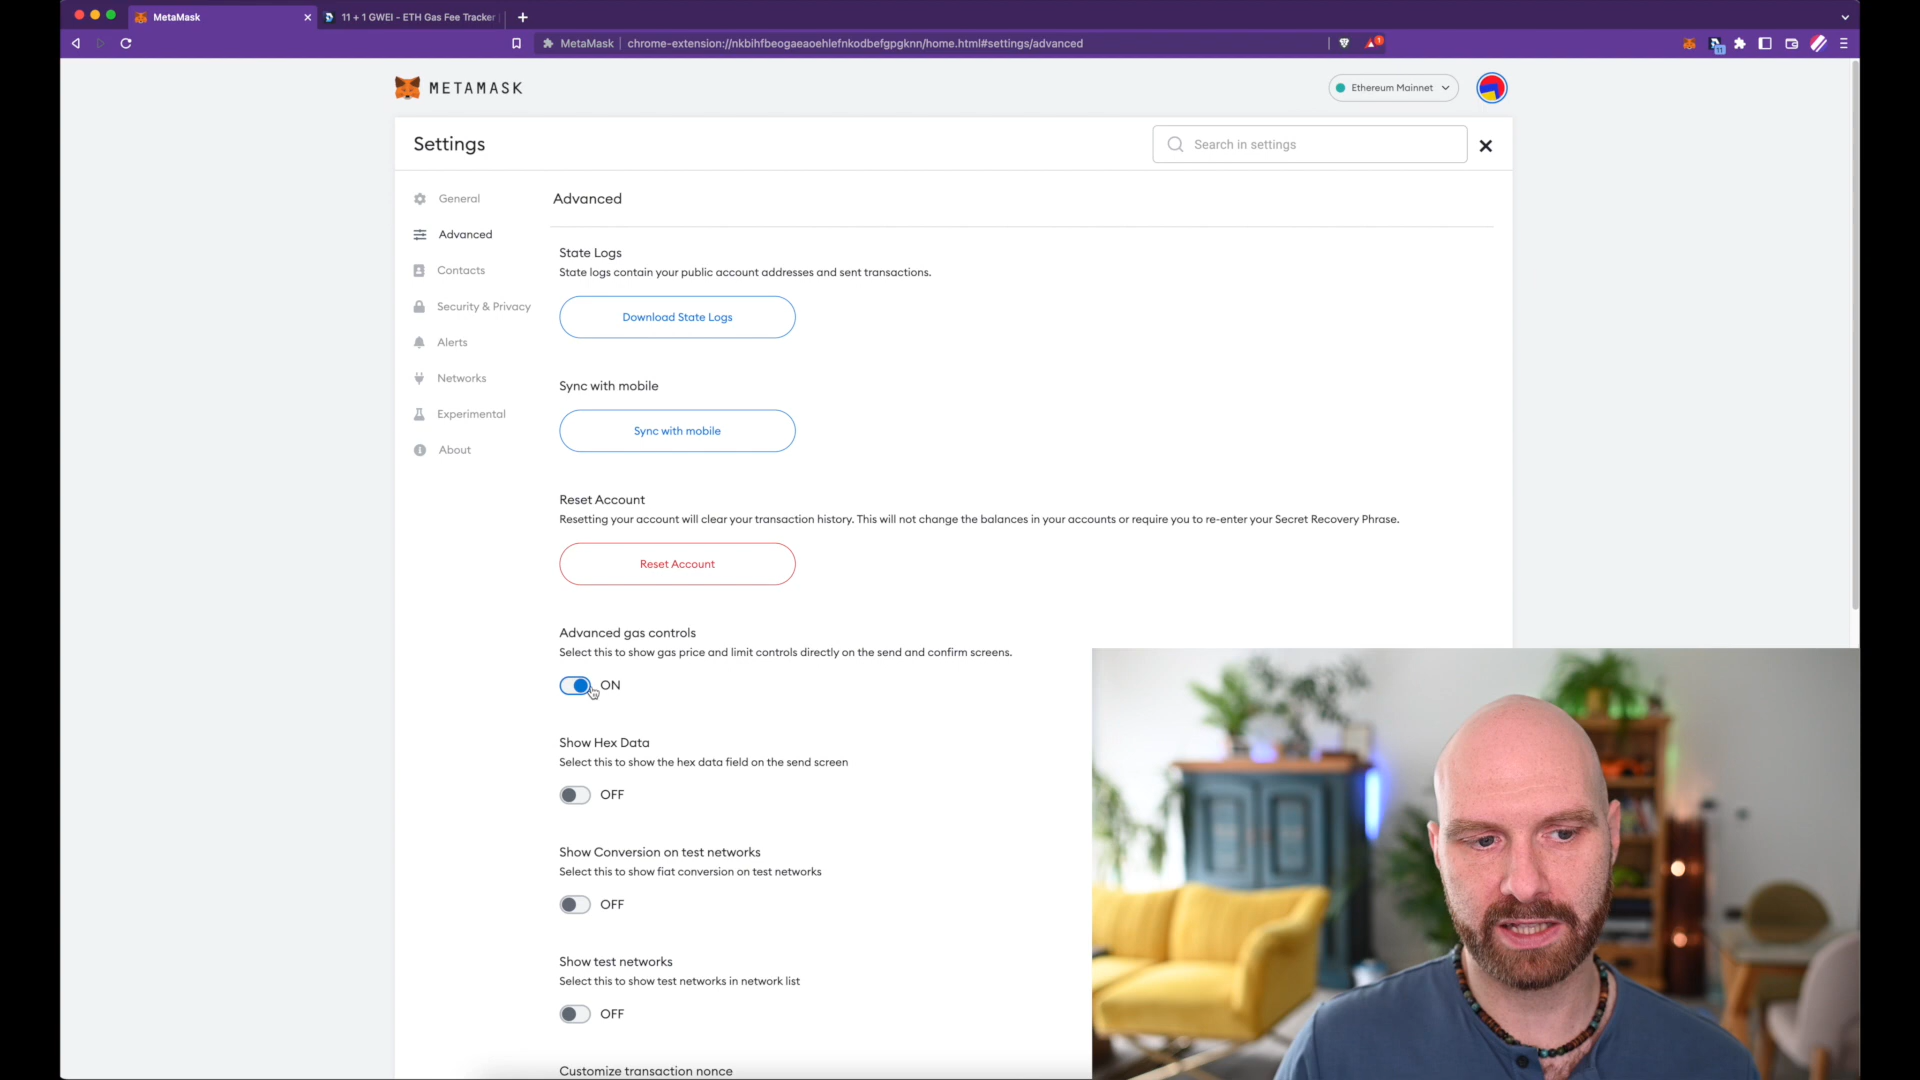 MetaMask
11 + 1 GWEI - ETH Gas Fee Tracker
MetaMask
chrome-extension://nkbihfbeogaeaoehlefnkodbefgpgknn/home.html#settings/advanced
1
11
METAMASK
Ethereum Mainnet
Settings
Search in settings
General
Advanced
Contacts
Security & Privacy
Alerts
Networks
Experimental
About
Advanced
State Logs
State logs contain your public account addresses and sent transactions.
Download State Logs
Sync with mobile
Sync with mobile
Reset Account
Resetting your account will clear your transaction history. This will not change the balances in your accounts or require you to re-enter your Secret Recovery Phrase.
Reset Account
Advanced gas controls
Select this to show gas price and limit controls directly on the send and confirm screens.
ON
Show Hex Data
Select this to show the hex data field on the send screen
OFF
Show Conversion on test networks
Select this to show fiat conversion on test networks
OFF
Show test networks
Select this to show test networks in network list
OFF
Customize transaction nonce